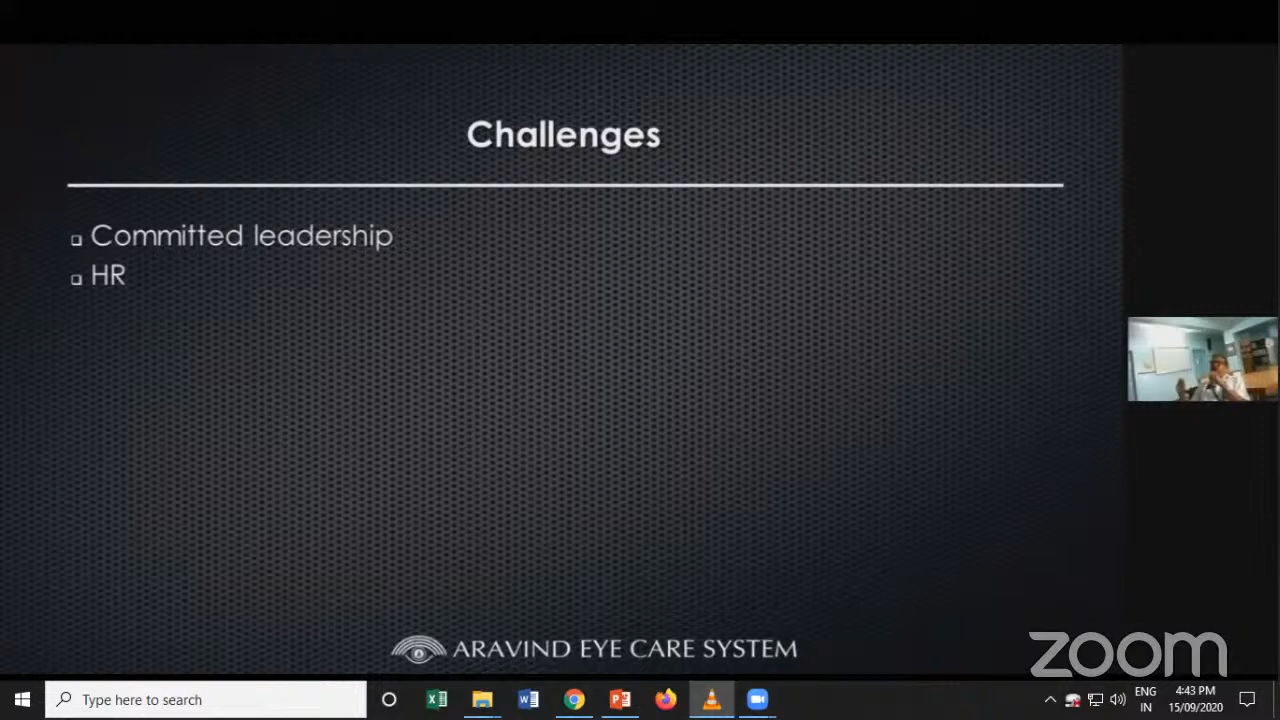 Challenges
Committed leadership
HR
ARAVIND EYE CARE SYSTEM
zoom
Type here to search
ENG
IN
4:43 PM
15/09/2020